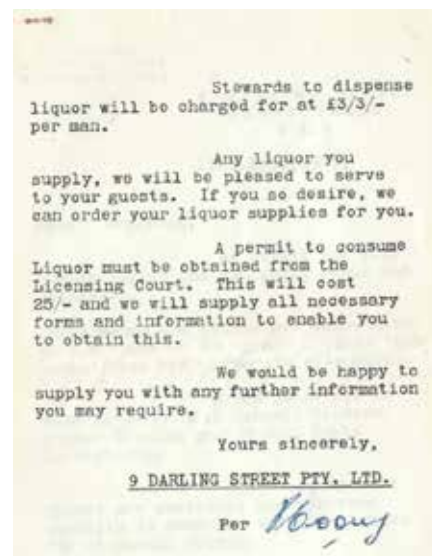 Stewards to dispense
liquor will be charged for at £3/3/-
per man.
Any liquor you
supply, we will be pleased to serve
to your guests. If you so desire, we
can order your liquor supplies for you.
A permit to consume
Liquor must be obtained from the
Licensing Court. This will cost
25/- and we will supply all necessary
forms and information to enable you
to obtain this.
We would be happy to
supply you with any further information
you may require.
Yours sincerely,
9 DARLING STREET PTY. LTD.
Per